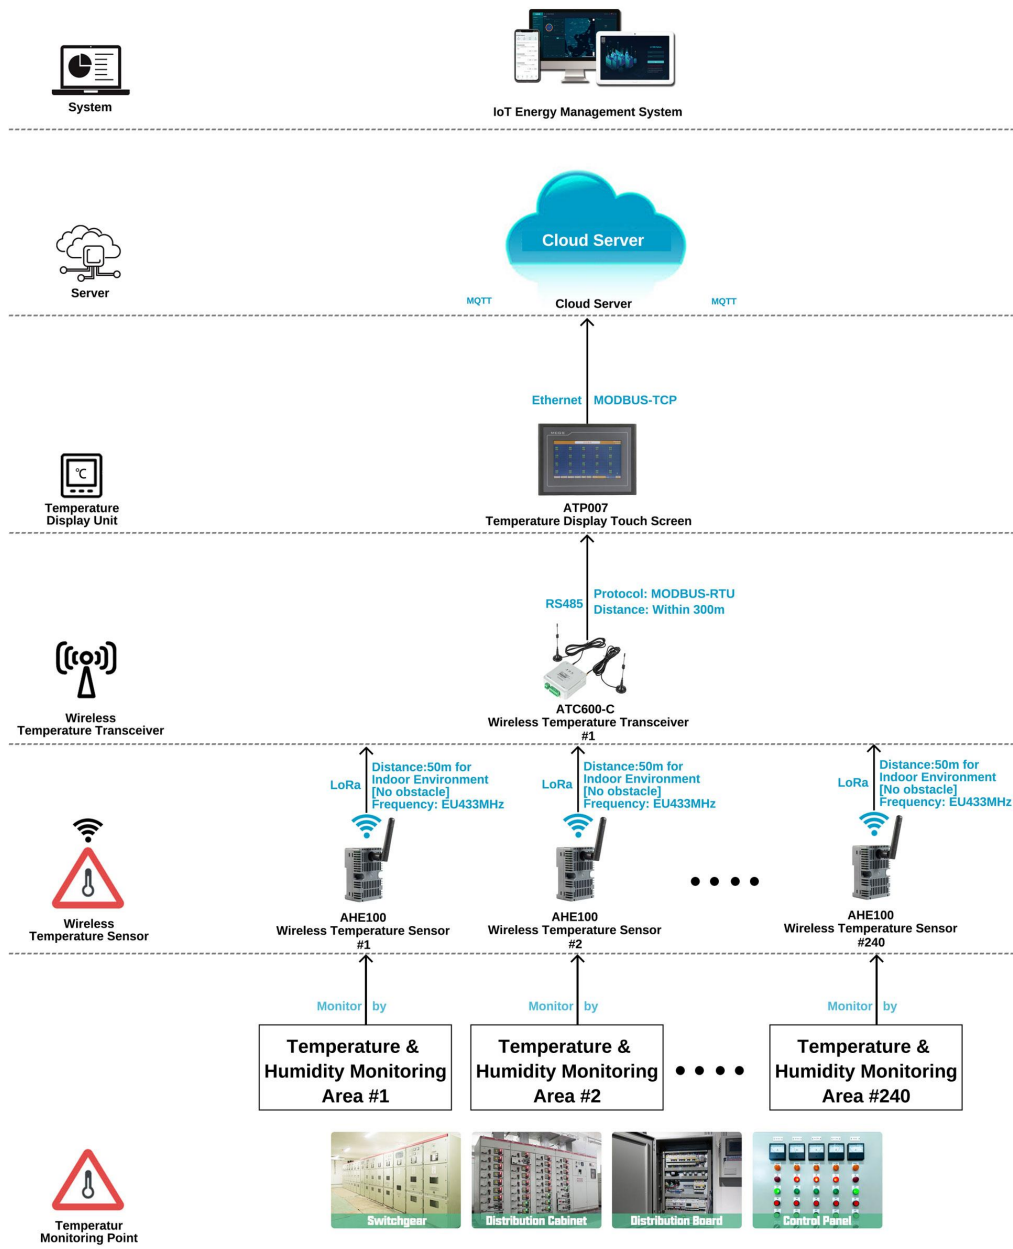 System
IoT Energy Management System
Cloud Server
Server
MQTT
Cloud Server
MQTT
Ethernet
MODBUS-TCP
Temperature
Display Unit
ATP007
Temperature Display Touch Screen
RS485
Protocol: MODBUS-RTU
Distance: Within 300m
Wireless
Temperature Transceiver
ATC600-C
Wireless Temperature Transceiver
#1
LoRa
Distance:50m for
Indoor Environment
[No obstacle]
Frequency: EU433MHz
LoRa
Distance:50m for
Indoor Environment
[No obstacle]
Frequency: EU433MHz
LoRa
Distance:50m for
Indoor Environment
[No obstacle]
Frequency: EU433MHz
Wireless
Temperature Sensor
AHE100
Wireless Temperature Sensor
#1
AHE100
Wireless Temperature Sensor
#2
AHE100
Wireless Temperature Sensor
#240
Monitor by
Monitor by
Monitor by
Temperature &
Humidity Monitoring
Area #1
Temperature &
Humidity Monitoring
Area #2
Temperature &
Humidity Monitoring
Area #240
°C
Switchgear
Distribution Cabinet
Distribution Board
Control Panel
Temperatur
Monitoring Point